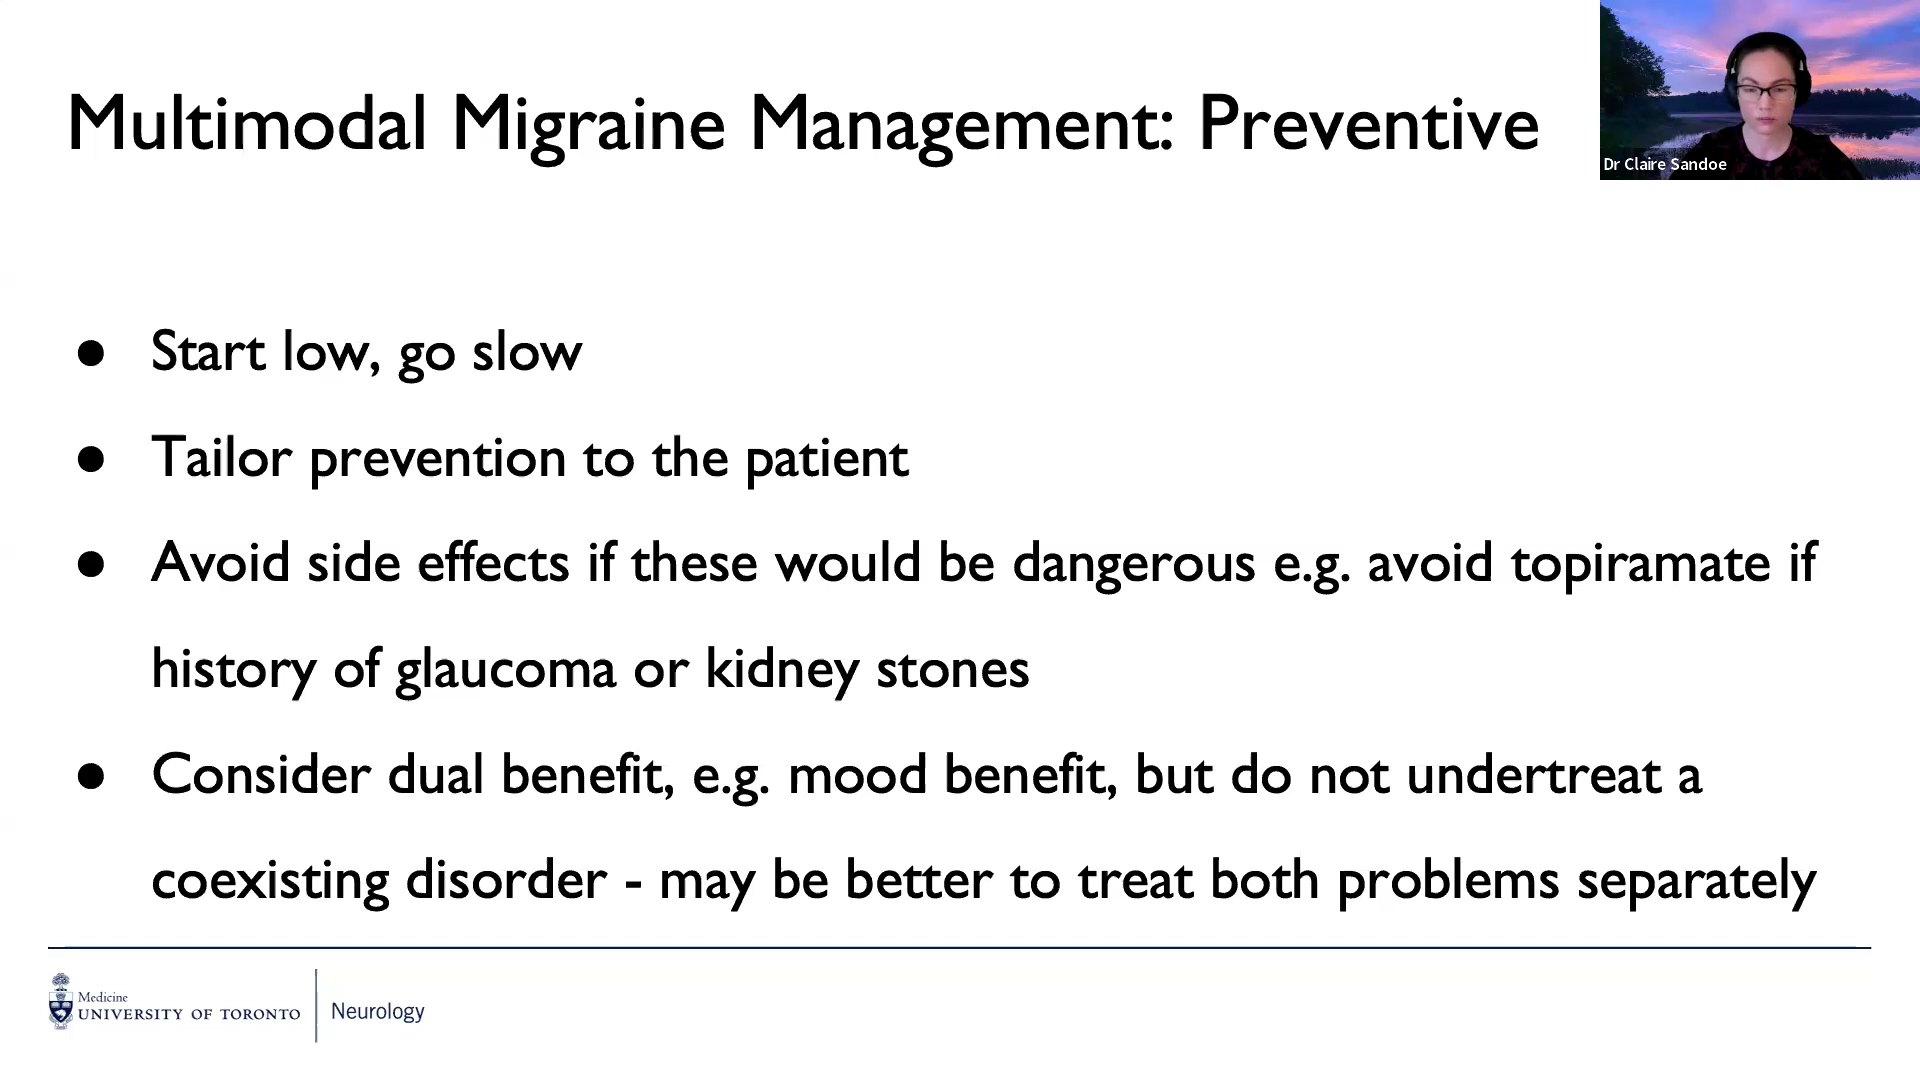 Multimodal Migraine Management: Preventive
Dr Claire Sandoe
● Start low, go slow
● Tailor prevention to the patient
● Avoid side effects if these would be dangerous e.g. avoid topiramate if
history of glaucoma or kidney stones
● Consider dual benefit, e.g. mood benefit, but do not undertreat a
coexisting disorder - may be better to treat both problems separately
Medicine
UNIVERSITY OF TORONTO
Neurology